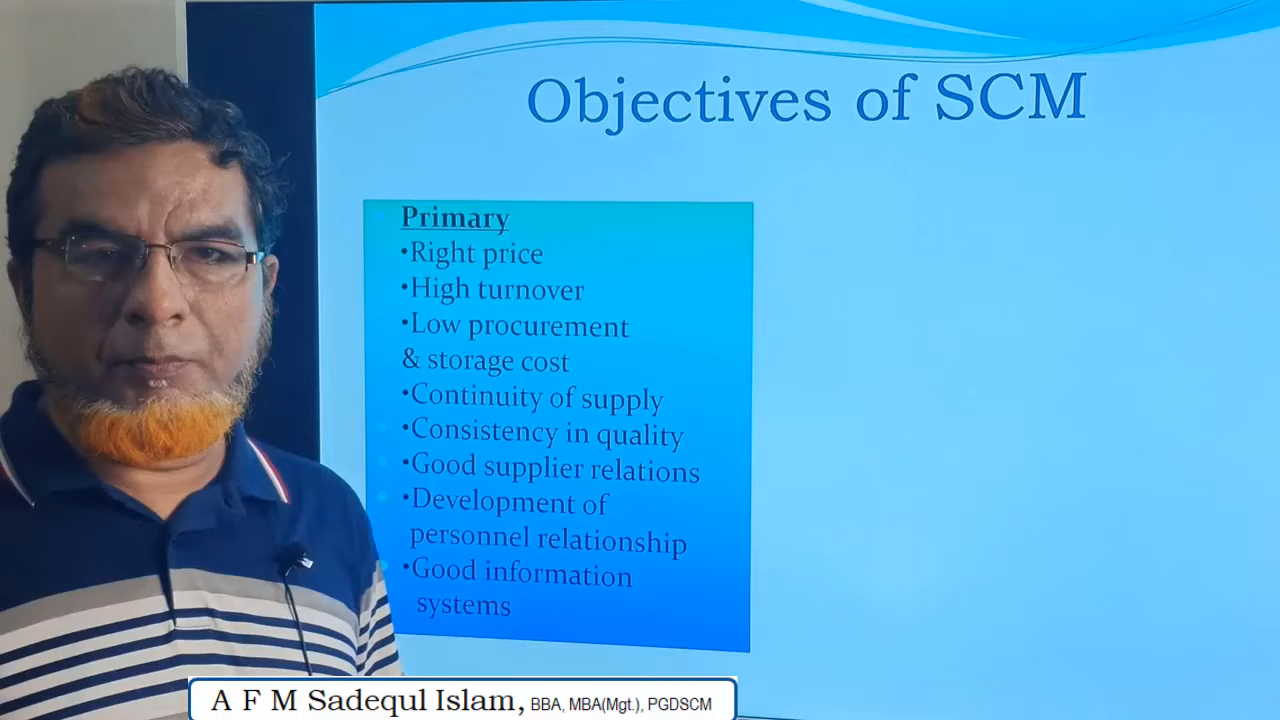 Objectives of SCM
Primary
•Right price
•High turnover
•Low procurement
& storage cost
•Continuity of supply
•Consistency in quality
•Good supplier relations
•Development of
personnel relationship
•Good information
systems
A F M Sadequl Islam, BBA, MBA(Mgt.), PGDSCM